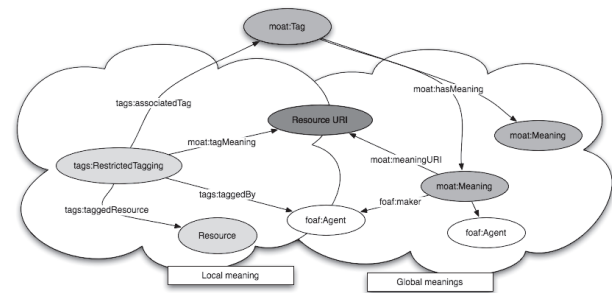 moat:Tag
moat:hasMeaning
tags:associatedTag
Resource URI
moat:Meaning
moat:tagMeaning
moat:meaningURI
tags:RestrictedTagging
moat:Meaning
tags:taggedBy
foaf:maker
tags:taggedResource
foaf:Agent
Resource
foaf:Agent
Local meaning
Global meanings